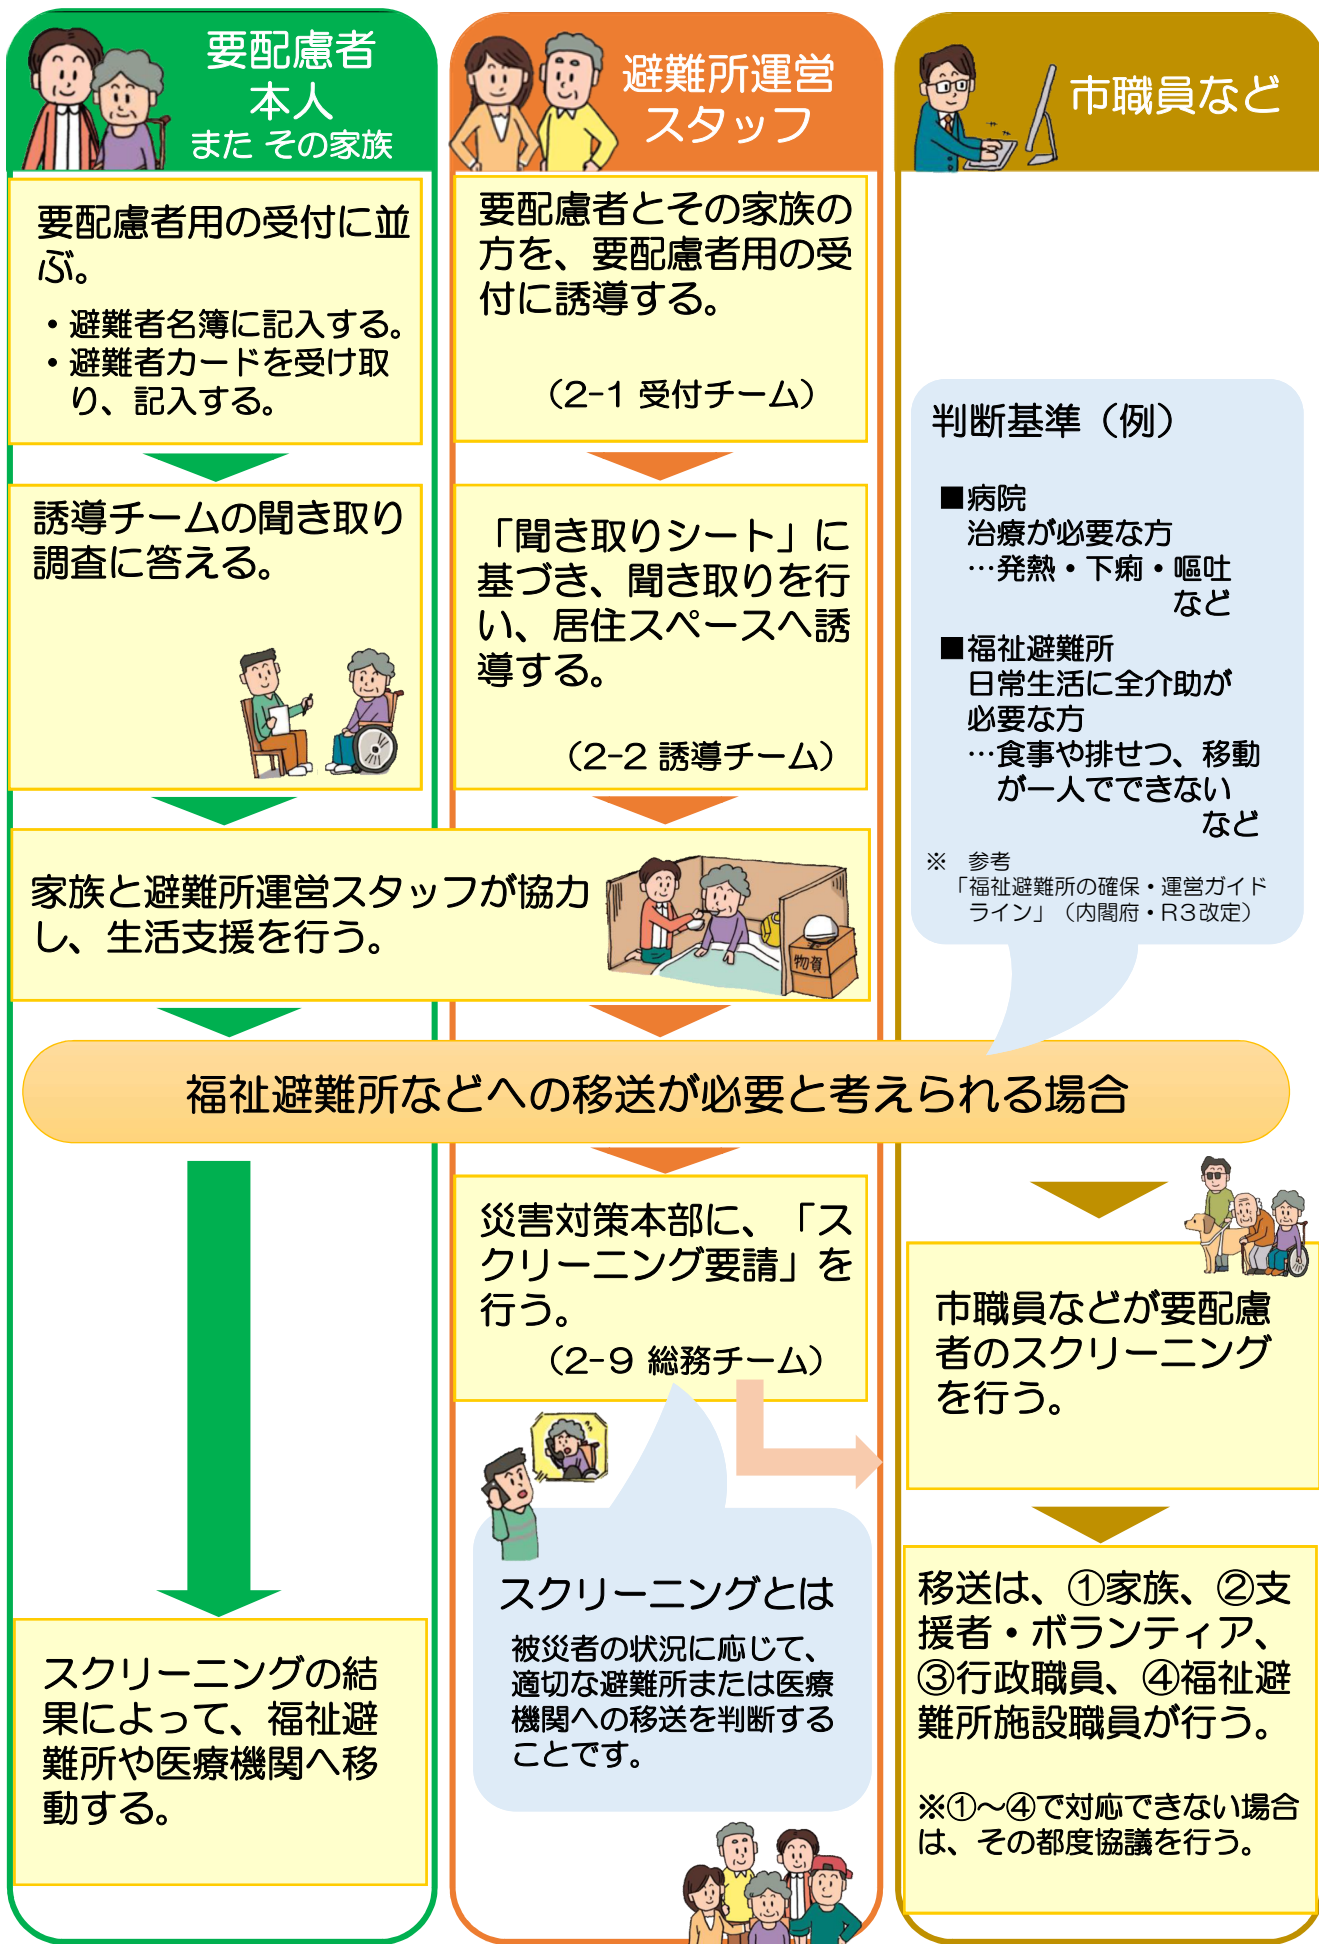 要配慮者
本人
また その家族
避難所運営
スタッフ
市職員など
要配慮者用の受付に並
ぶ。
・避難者名簿に記入する。
・避難者カードを受け取
り、記入する。
要配慮者とその家族の
方を、要配慮者用の受
付に誘導する。
（2-1 受付チーム）
誘導チームの聞き取り
調査に答える。
「聞き取りシート」に
基づき、聞き取りを行
い、居住スペースへ誘
導する。
（2-2 誘導チーム）
判断基準（例）
■病院
治療が必要な方
…発熱・下痢・嘔吐
など
■福祉避難所
日常生活に全介助が
必要な方
…食事や排せつ、移動
が一人でできない
など
※ 参考
「福祉避難所の確保・運営ガイド
ライン」（内閣府・R3改定）
家族と避難所運営スタッフが協力
し、生活支援を行う。
物資
福祉避難所などへの移送が必要と考えられる場合
災害対策本部に、「ス
クリーニング要請」を
行う。
（2-9 総務チーム）
市職員などが要配慮
者のスクリーニング
を行う。
スクリーニングとは
被災者の状況に応じて、
適切な避難所または医療
機関への移送を判断する
ことです。
スクリーニングの結
果によって、福祉避
難所や医療機関へ移
動する。
移送は、①家族、②支
援者・ボランティア、
③行政職員、④福祉避
難所施設職員が行う。
※①～④で対応できない場合
は、その都度協議を行う。